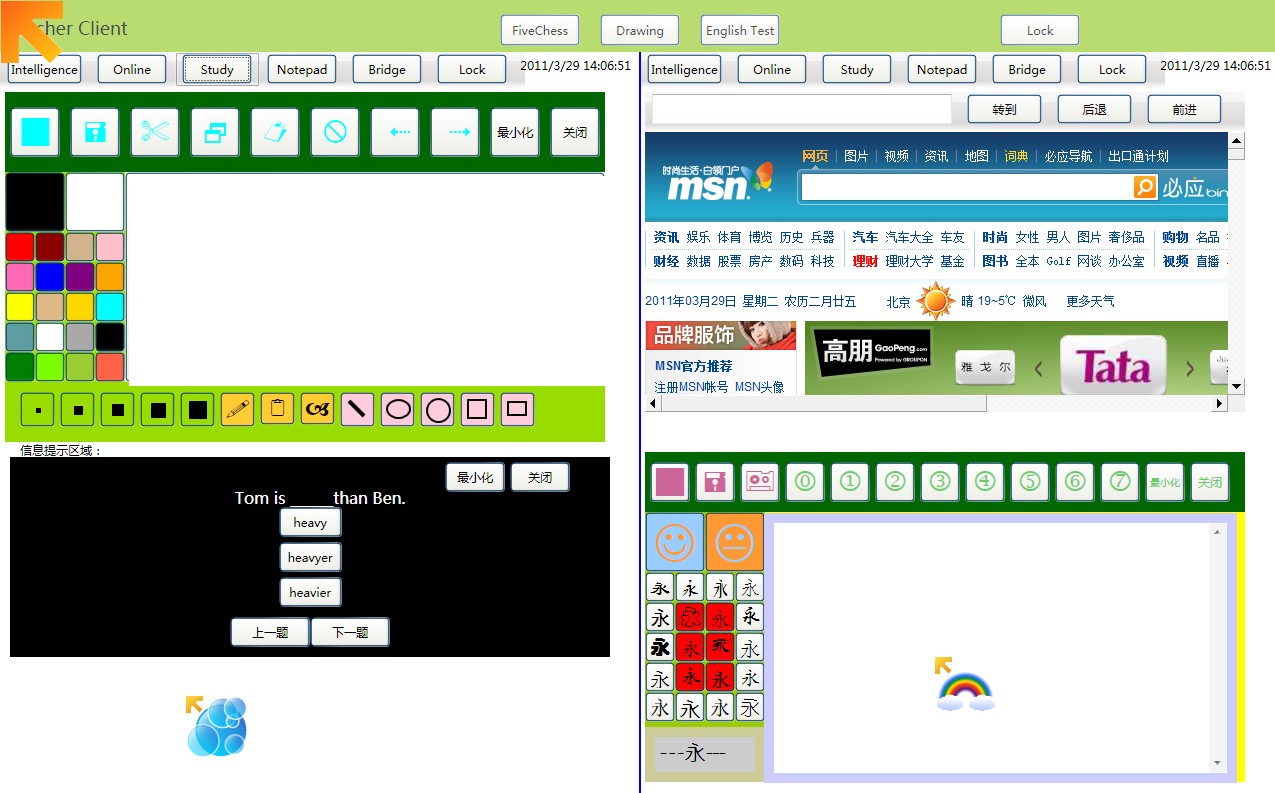 cher Client
FiveChess Drawing English Test Lock
Intelligence Online Study Notepad Bridge Lock 2011/3/29 14:06:51
最小化 关闭
信息提示区域：
最小化 关闭
Tom is_____than Ben.
heavy
heavyer
heavier
上一题 下一题
Intelligence Online Study Notepad Bridge Lock 2011/3/29 14:06:51
转到 后退 前进
网页 图片 视频 资讯 地图 词典 必应导航 出口通计划
时尚生活·白领门户
msn.
必应 bin
资讯 娱乐 体育 博览 历史 兵器 汽车 汽车大全 车友 时尚 女性 男人 图片 奢侈品 购物 名品
财经 数据 股票 房产 数码 科技 理财 理财大学 基金 图书 全本 Golf 网谈 办公室 视频 直播
2011年03月29日 星期二 农历二月廿五 北京 晴 19~5℃ 微风 更多天气
品牌服饰
MSN官方推荐
注册MSN帐号 MSN头像
高朋 GaoPeng.com
Powered by GROUPON
雅戈尔 Tata
⓪ ① ② ③ ④ ⑤ ⑥ ⑦ 最小化 关闭
永 永 永 永
永 永 永 永
永 永 永 永
永 永 永 永
永 永 永 永
---永---